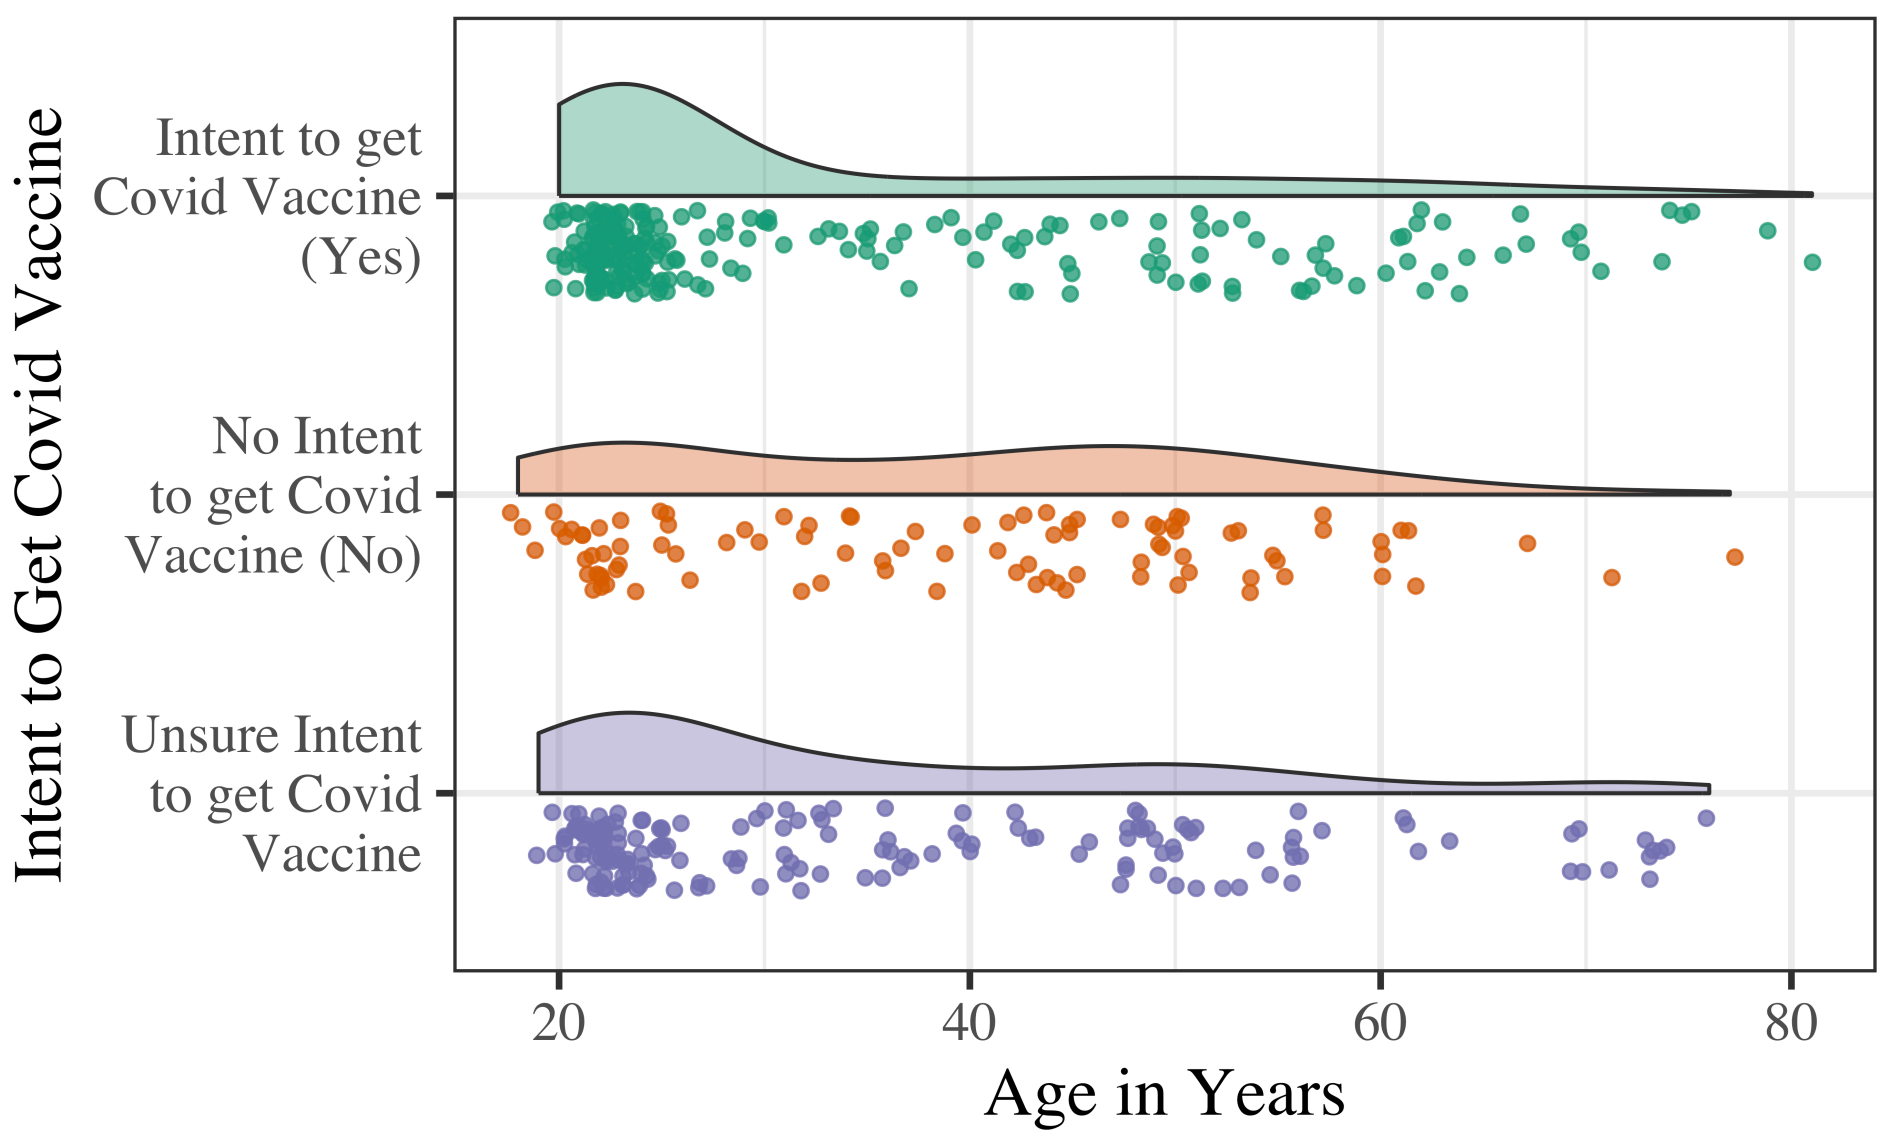 Intent to Get Covid Vaccine
Intent to get
Covid Vaccine
(Yes)
No Intent
to get Covid
Vaccine (No)
Unsure Intent
to get Covid
Vaccine
20
40
60
80
Age in Years